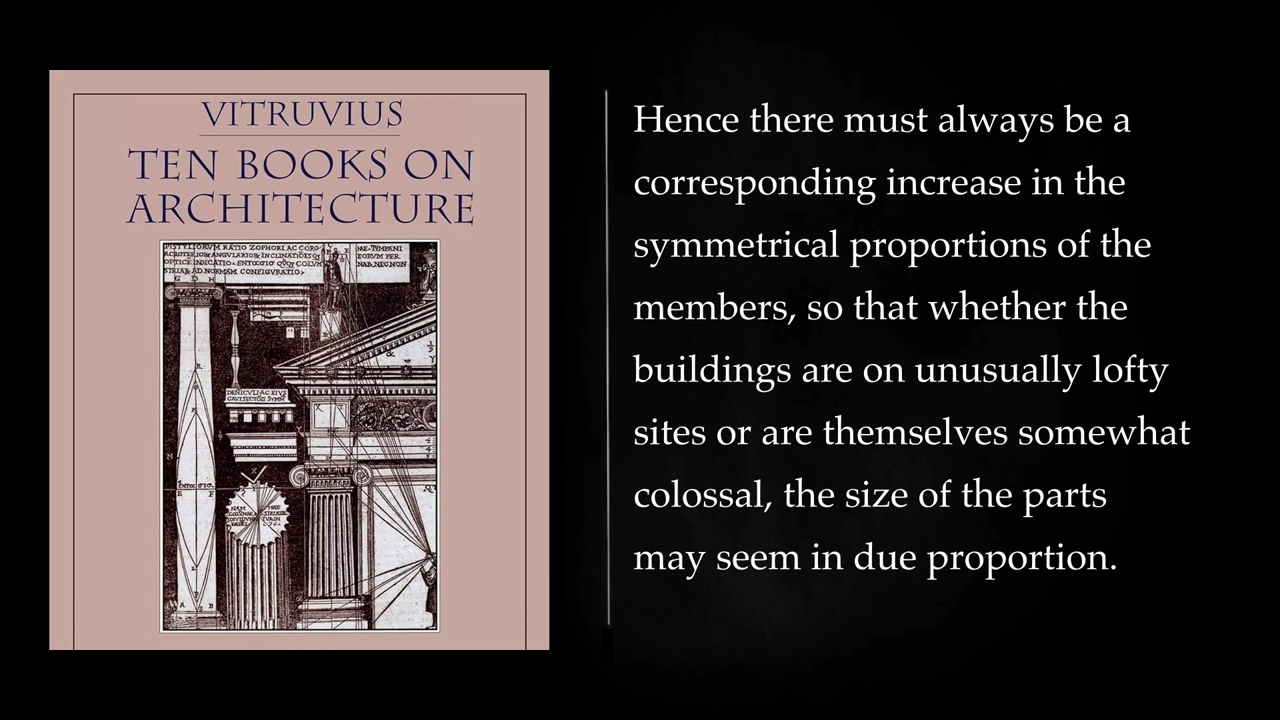 VITRUVIUS
TEN BOOKS ON
ARCHITECTURE
Hence there must always be a
corresponding increase in the
symmetrical proportions of the
members, so that whether the
buildings are on unusually lofty
sites or are themselves somewhat
colossal, the size of the parts
may seem in due proportion.